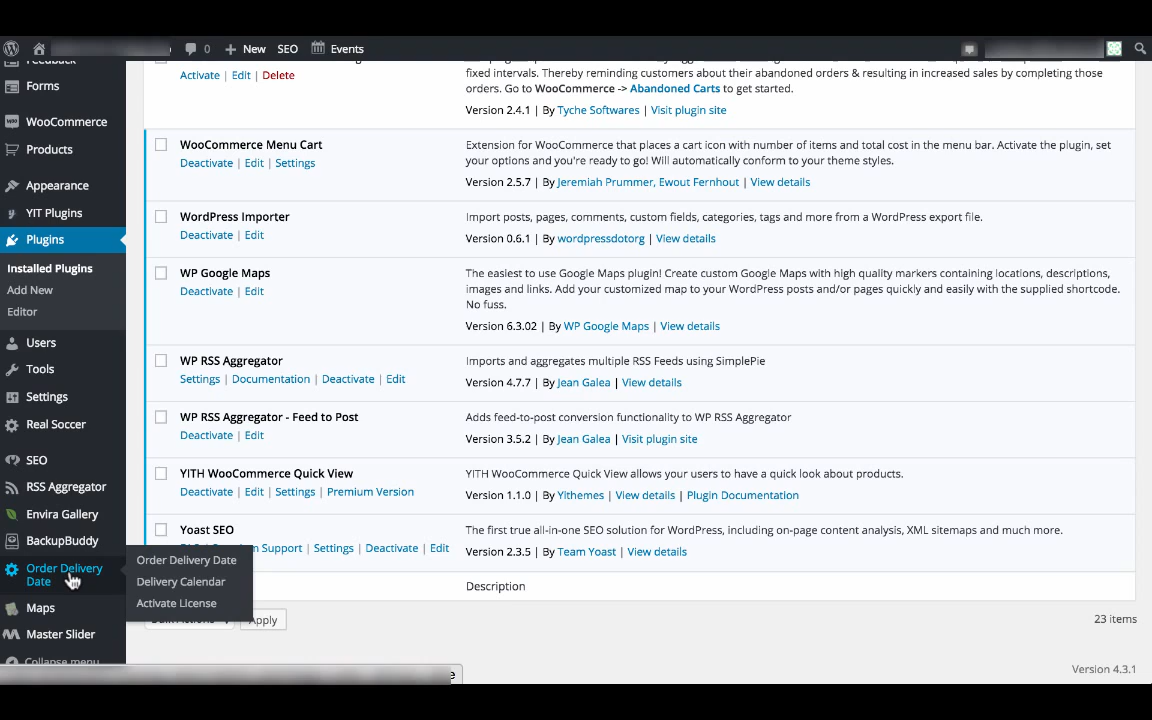 0
New
SEO
Events
Feedback
Forms
WooCommerce
Products
Appearance
YIT Plugins
Plugins
Installed Plugins
Add New
Editor
Users
Tools
Settings
Real Soccer
SEO
RSS Aggregator
Envira Gallery
BackupBuddy
Order Delivery
Date
Maps
Master Slider
Collapse menu
Order Delivery Date
Delivery Calendar
Activate License
Activate | Edit | Delete
fixed intervals. Thereby reminding customers about their abandoned orders & resulting in increased sales by completing those
orders. Go to WooCommerce -> Abandoned Carts to get started.
Version 2.4.1 | By Tyche Softwares | Visit plugin site
WooCommerce Menu Cart
Deactivate | Edit | Settings
Extension for WooCommerce that places a cart icon with number of items and total cost in the menu bar. Activate the plugin, set
your options and you're ready to go! Will automatically conform to your theme styles.
Version 2.5.7 | By Jeremiah Prummer, Ewout Fernhout | View details
WordPress Importer
Deactivate | Edit
Import posts, pages, comments, custom fields, categories, tags and more from a WordPress export file.
Version 0.6.1 | By wordpressdotorg | View details
WP Google Maps
Deactivate | Edit
The easiest to use Google Maps plugin! Create custom Google Maps with high quality markers containing locations, descriptions,
images and links. Add your customized map to your WordPress posts and/or pages quickly and easily with the supplied shortcode.
No fuss.
Version 6.3.02 | By WP Google Maps | View details
WP RSS Aggregator
Settings | Documentation | Deactivate | Edit
Imports and aggregates multiple RSS Feeds using SimplePie
Version 4.7.7 | By Jean Galea | View details
WP RSS Aggregator - Feed to Post
Deactivate | Edit
Adds feed-to-post conversion functionality to WP RSS Aggregator
Version 3.5.2 | By Jean Galea | Visit plugin site
YITH WooCommerce Quick View
Deactivate | Edit | Settings | Premium Version
YITH WooCommerce Quick View allows your users to have a quick look about products.
Version 1.1.0 | By Yithemes | View details | Plugin Documentation
Yoast SEO
Support | Settings | Deactivate | Edit
The first true all-in-one SEO solution for WordPress, including on-page content analysis, XML sitemaps and much more.
Version 2.3.5 | By Team Yoast | View details
Description
Bulk Actions
Apply
23 items
Version 4.3.1